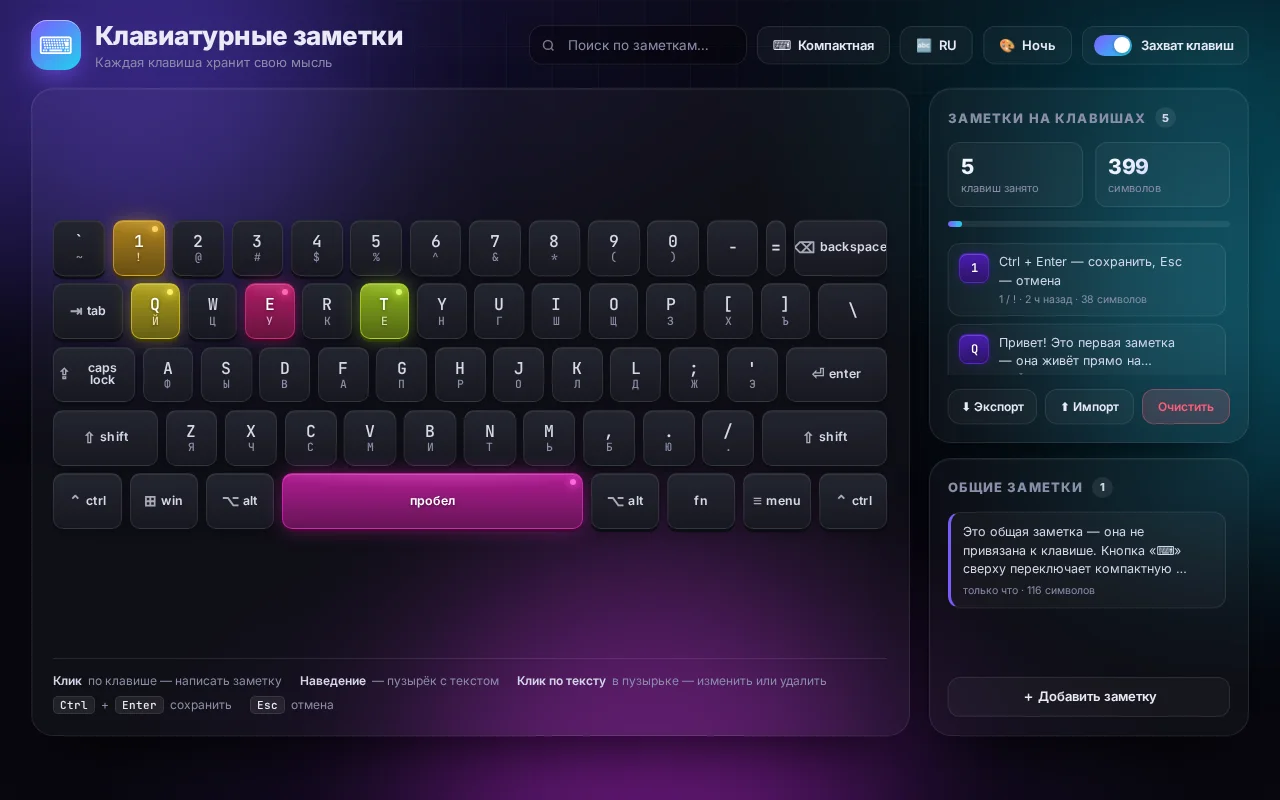 Клавиатурные заметки
Каждая клавиша хранит свою мысль
Поиск по заметкам...
⌨ Компактная
🔤 RU
🎨 Ночь
Захват клавиш
` 1 2 3 4 5 6 7 8 9 0 - = ⌫ backspace
~ ! @ # $ % ^ & * ( )
⇥ tab Q W E R T Y U I O P [ ] \
Й Ц У К Е Н Г Ш Щ З Х Ъ
⇪ caps lock A S D F G H J K L ; ' ⏎ enter
Ф Ы В А П Р О Л Д Ж Э
⇧ shift Z X C V B N M , . / ⇧ shift
Я Ч С М И Т Ь Б Ю .
⌃ ctrl ⊞ win ⌥ alt пробел ⌥ alt fn ≡ menu ⌃ ctrl
Клик по клавише — написать заметку Наведение — пузырёк с текстом Клик по тексту в пузырьке — изменить или удалить
Ctrl + Enter сохранить Esc отмена
ЗАМЕТКИ НА КЛАВИШАХ 5
5
клавиш занято
399
символов
1
Ctrl + Enter — сохранить, Esc
— отмена
1 / ! · 2 ч назад · 38 символов
Q
Привет! Это первая заметка
— она живёт прямо на...
⬇ Экспорт
⬆ Импорт
Очистить
ОБЩИЕ ЗАМЕТКИ 1
Это общая заметка — она не
привязана к клавише. Кнопка «⌨»
сверху переключает компактную ...
только что · 116 символов
+ Добавить заметку